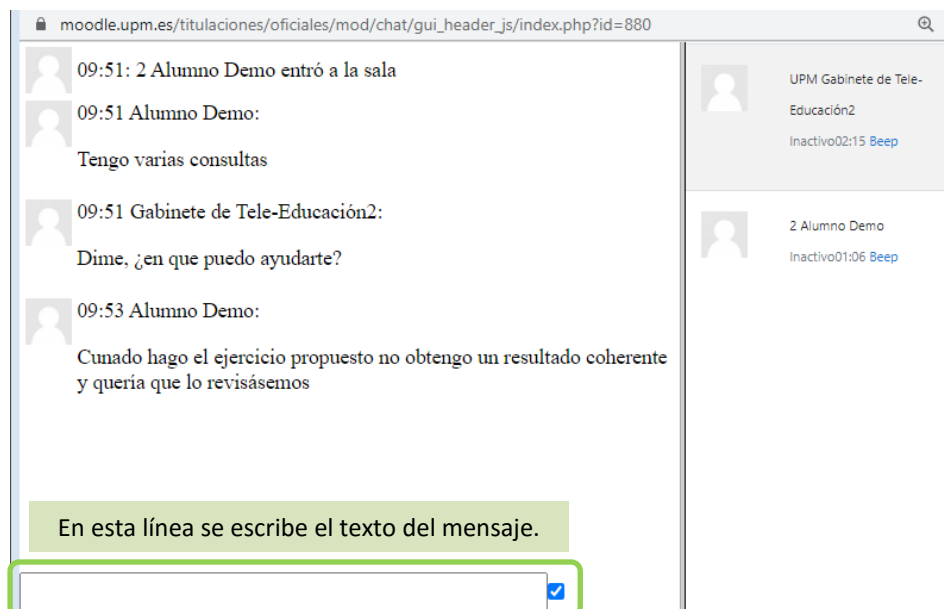 moodle.upm.es/titulaciones/oficiales/mod/chat/gui_header_js/index.php?id=880
09:51: 2 Alumno Demo entró a la sala
09:51 Alumno Demo:
Tengo varias consultas
09:51 Gabinete de Tele-Educación2:
Dime, ¿en que puedo ayudarte?
09:53 Alumno Demo:
Cunado hago el ejercicio propuesto no obtengo un resultado coherente
y quería que lo revisásemos
En esta línea se escribe el texto del mensaje.
UPM Gabinete de Tele-
Educación2
Inactivo02:15 Beep
2 Alumno Demo
Inactivo01:06 Beep